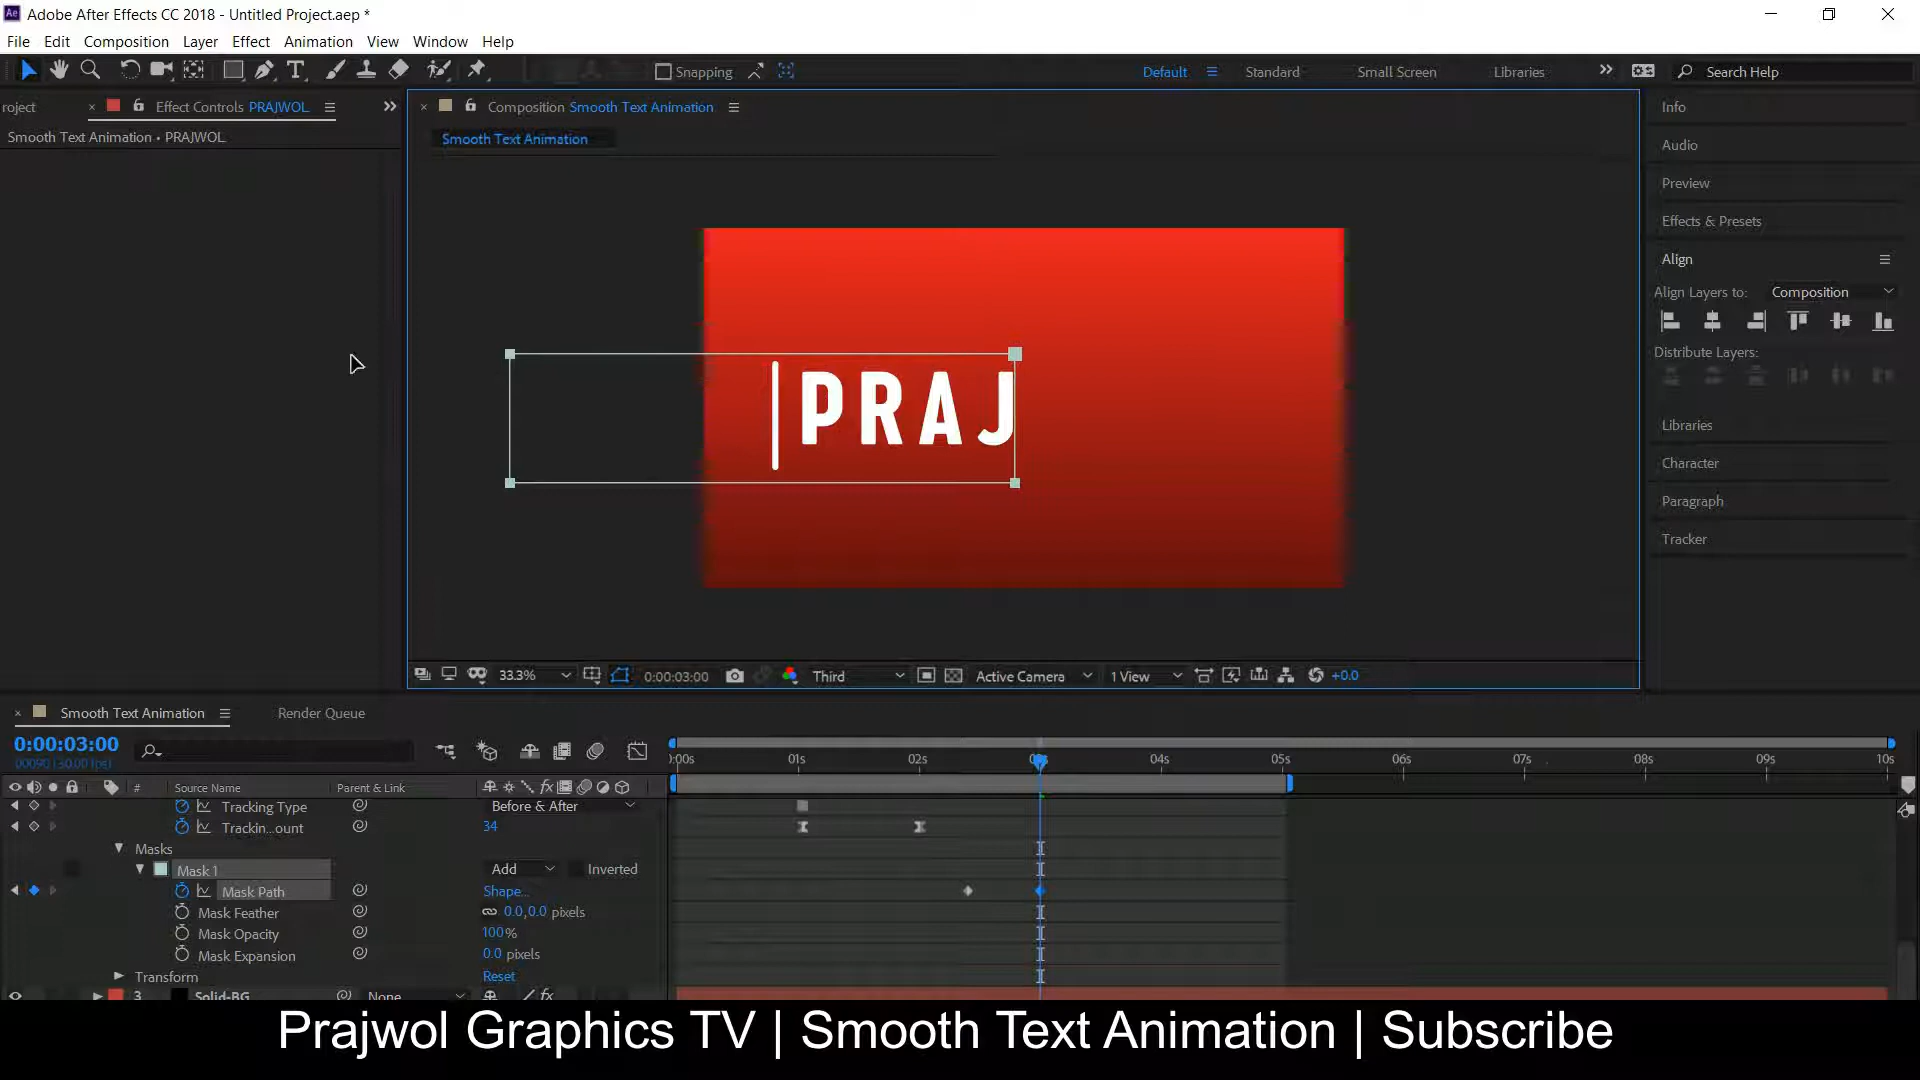 Adobe After Effects CC 2018 - Untitled Project.aep *
File Edit Composition Layer Effect Animation View Window Help
Snapping Default Standard Small Screen Libraries Search Help
roject Effect Controls PRAJWOL
Smooth Text Animation • PRAJWOL
Composition Smooth Text Animation
Smooth Text Animation
PRAJ
33.3% 0:00:03:00 Third Active Camera 1 View +0.0
Info
Audio
Preview
Effects & Presets
Align
Align Layers to: Composition
Distribute Layers:
Libraries
Character
Paragraph
Tracker
Smooth Text Animation Render Queue
0:00:03:00
00090 (30.00 fps)
# Source Name Parent & Link
:00s 01s 02s 04s 05s 06s 07s 08s 09s 10s
Tracking Type Before & After
Trackin...ount 34
Masks
Mask 1 Add Inverted
Mask Path Shape...
Mask Feather 0.0,0.0 pixels
Mask Opacity 100%
Mask Expansion 0.0 pixels
Transform Reset
3 Solid-BG None
Prajwol Graphics TV | Smooth Text Animation | Subscribe